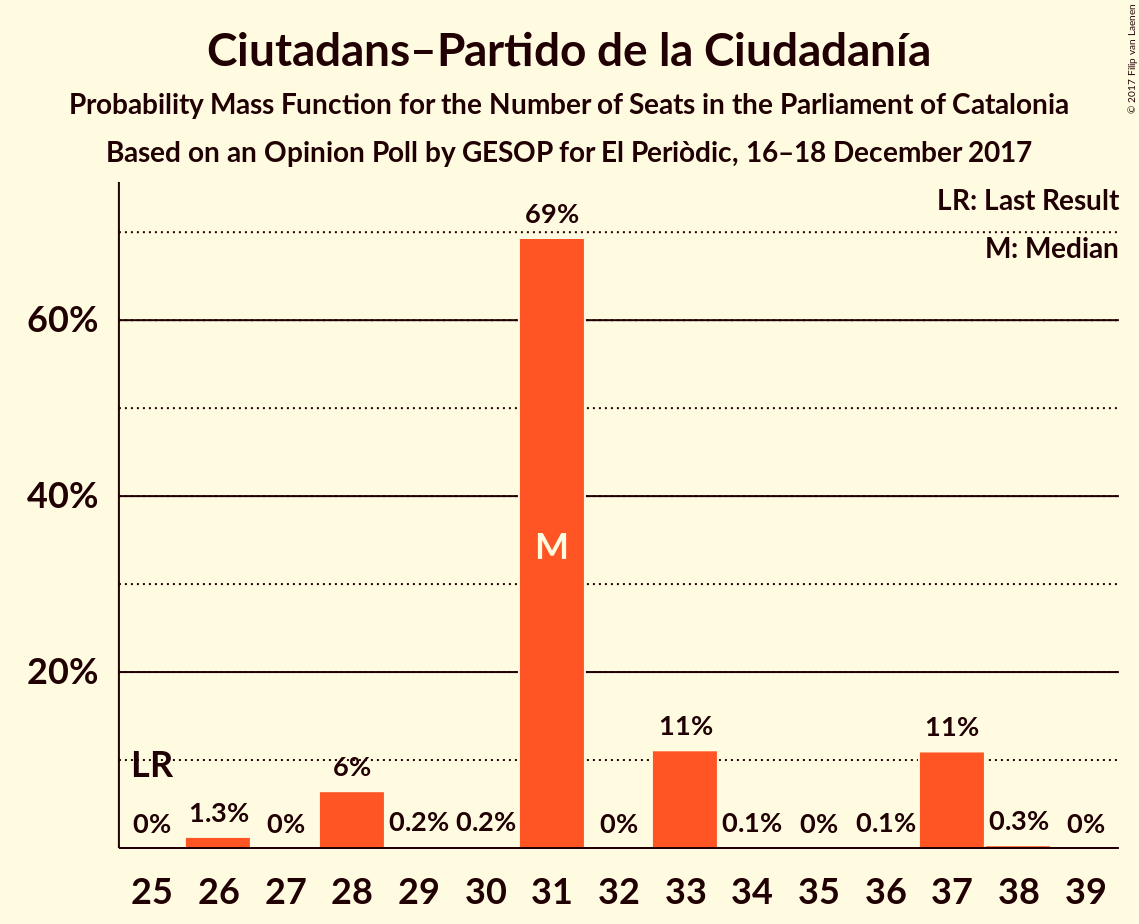 Ciutadans–Partido de la Ciudadanía
Probability Mass Function for the Number of Seats in the Parliament of Catalonia
Based on an Opinion Poll by GESOP for El Periòdic, 16–18 December 2017
© 2017 Filip van Laenen
LR: Last Result
M: Median
60%
40%
20%
LR
M
0% 1.3% 0% 6% 0.2% 0.2% 69% 0% 11% 0.1% 0% 0.1% 11% 0.3% 0%
25 26 27 28 29 30 31 32 33 34 35 36 37 38 39